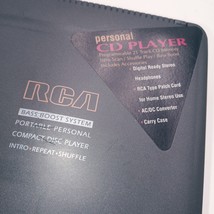 personal
CD PLAYER
• Digital Ready Stereo
Headphones
• RCA Type Patch Cord
for Home Stereo Use
• AC/DC Converter
• Carry Case
RCA
BASS BOOST SYSTEM
PORTABLE PERSONAL
COMPACT DISC PLAYER
INTRO•REPEAT•SHUFFLE